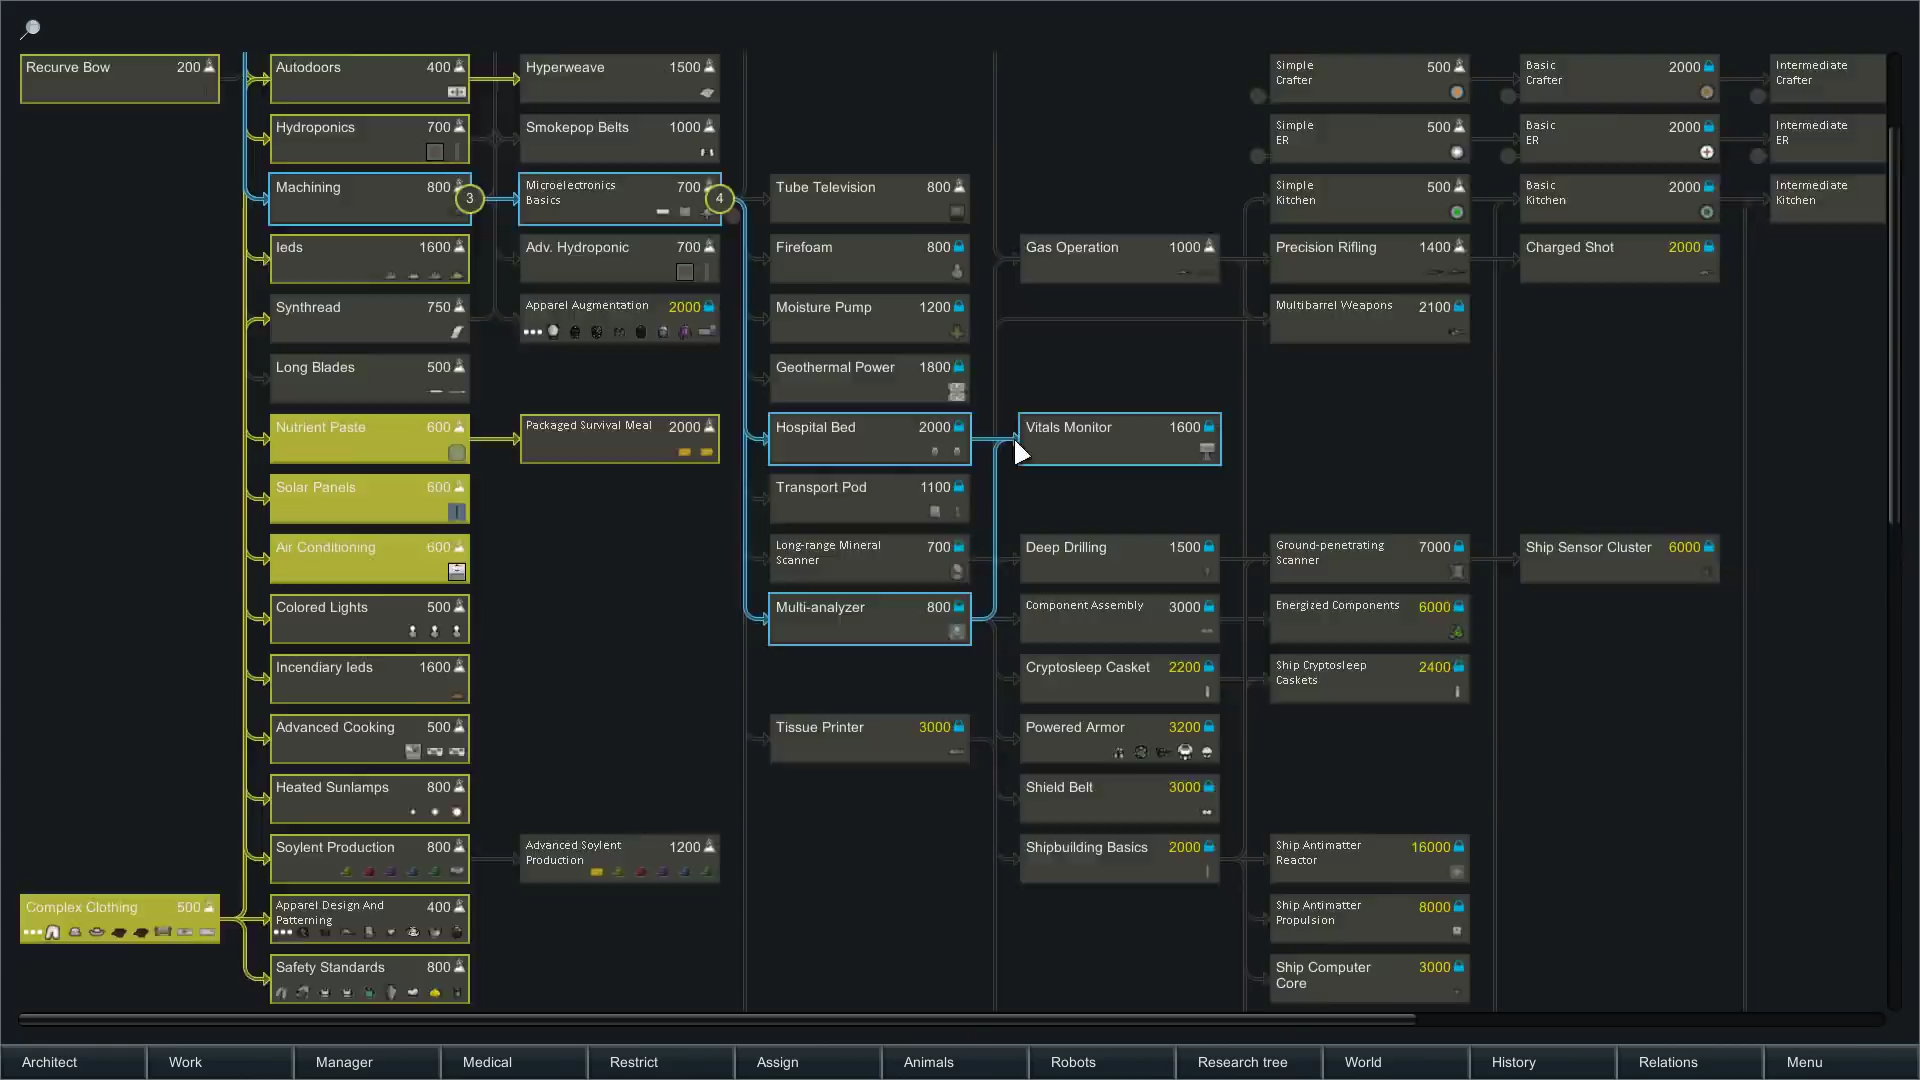 Recurve Bow 200
Autodoors 400
Hyperweave 1500
Simple Crafter 500
Basic Crafter 2000
Intermediate Crafter
Hydroponics 700
Smokepop Belts 1000
Simple ER 500
Basic ER 2000
Intermediate ER
Machining 800
3
Microelectronics Basics 700
4
Tube Television 800
Simple Kitchen 500
Basic Kitchen 2000
Intermediate Kitchen
Ieds 1600
Adv. Hydroponic 700
Firefoam 800
Gas Operation 1000
Precision Rifling 1400
Charged Shot 2000
Synthread 750
Apparel Augmentation 2000
Moisture Pump 1200
Multibarrel Weapons 2100
Long Blades 500
Geothermal Power 1800
Nutrient Paste 600
Packaged Survival Meal 2000
Hospital Bed 2000
Vitals Monitor 1600
Solar Panels 600
Transport Pod 1100
Air Conditioning 600
Long-range Mineral Scanner 700
Deep Drilling 1500
Ground-penetrating Scanner 7000
Ship Sensor Cluster 6000
Colored Lights 500
Multi-analyzer 800
Component Assembly 3000
Energized Components 6000
Incendiary Ieds 1600
Cryptosleep Casket 2200
Ship Cryptosleep Caskets 2400
Advanced Cooking 500
Tissue Printer 3000
Powered Armor 3200
Heated Sunlamps 800
Shield Belt 3000
Soylent Production 800
Advanced Soylent Production 1200
Shipbuilding Basics 2000
Ship Antimatter Reactor 16000
Complex Clothing 500
Apparel Design And Patterning 400
Ship Antimatter Propulsion 8000
Safety Standards 800
Ship Computer Core 3000
Architect Work Manager Medical Restrict Assign Animals Robots Research tree World History Relations Menu